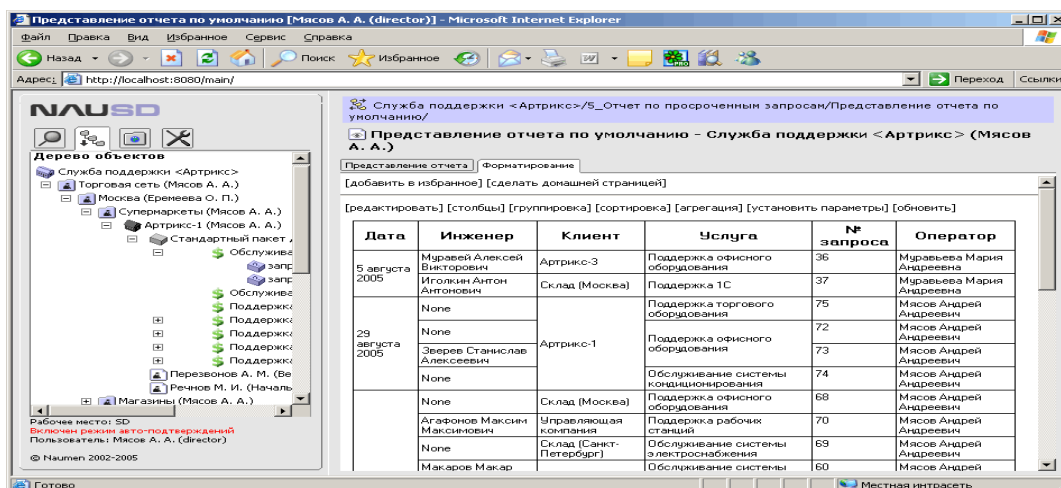 Представление отчета по умолчанию [Мясов А. А. (director)] - Microsoft Internet Explorer
Файл Правка Вид Избранное Сервис Справка
Назад Поиск Избранное
Адрес: http://localhost:8080/main/ Переход Ссылки
NAUSD
Дерево объектов
Служба поддержки <Артрикс>
Торговая сеть (Мясов А. А.)
Москва (Еремеева О. П.)
Супермаркеты (Мясов А. А.)
Артрикс-1 (Мясов А. А.)
Стандартный пакет
Обслужива
запр
запр
Обслужива
Поддержка
Поддержка
Поддержка
Поддержка
Перезвонов А. М. (Ве
Речнов М. И. (Началь
Магазины (Мясов А. А.)
Рабочее место: SD
Включен режим авто-подтверждений
Пользователь: Мясов А. А. (director)
© Naumen 2002-2005
Служба поддержки <Артрикс>/5_Отчет по просроченным запросам/Представление отчета по
умолчанию/
Представление отчета по умолчанию - Служба поддержки <Артрикс> (Мясов
А. А.)
Представление отчета Форматирование
[добавить в избранное] [сделать домашней страницей]
[редактировать] [столбцы] [группировка] [сортировка] [агрегация] [установить параметры] [обновить]
Дата Инженер Клиент Услуга № запроса Оператор
5 августа 2005 Муравей Алексей Викторович Артрикс-3 Поддержка офисного оборудования 36 Муравьева Мария Андреевна
Иголкин Антон Антонович Склад (Москва) Поддержка 1С 37 Муравьева Мария Андреевна
29 августа 2005 None Артрикс-1 Поддержка торгового оборудования 75 Мясов Андрей Андреевич
None Поддержка офисного оборудования 72 Мясов Андрей Андреевич
Зверев Станислав Алексеевич 73 Мясов Андрей Андреевич
None Обслуживание системы кондиционирования 74 Мясов Андрей Андреевич
None Склад (Москва) Поддержка офисного оборудования 68 Мясов Андрей Андреевич
Агафонов Максим Максимович Управляющая компания Поддержка рабочих станций 70 Мясов Андрей Андреевич
None Склад (Санкт-Петербург) Обслуживание системы электроснабжения 69 Мясов Андрей Андреевич
Макаров Макар Обслуживание системы 60 Мясов Андрей
Готово Местная интрасеть